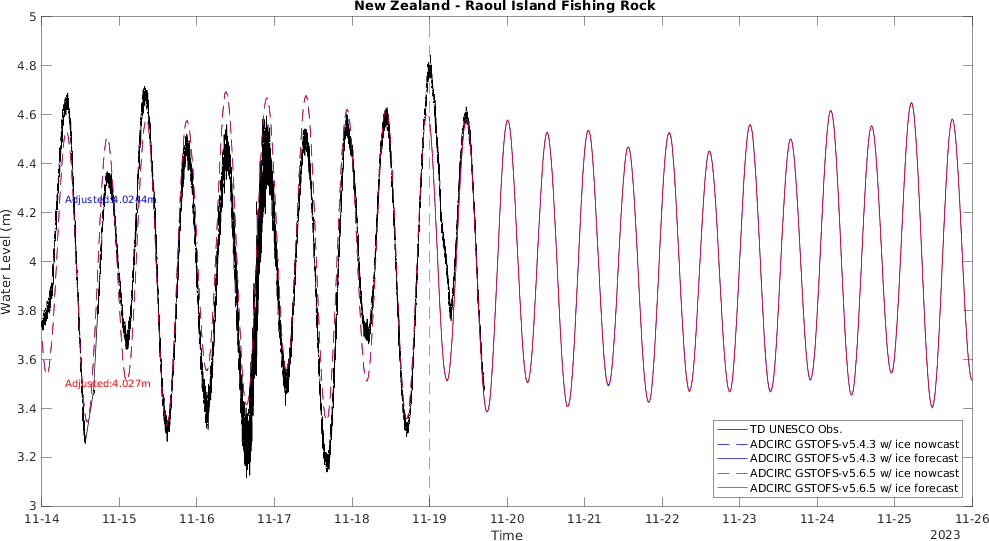 New Zealand - Raoul Island Fishing Rock
5
4.8
4.6
4.4
4.2
4
3.8
3.6
3.4
3.2
3
Water Level (m)
Adjusted:4.0244m
Adjusted:4.027m
TD UNESCO Obs.
ADCIRC GSTOFS-v5.4.3 w/ ice nowcast
ADCIRC GSTOFS-v5.4.3 w/ ice forecast
ADCIRC GSTOFS-v5.6.5 w/ ice nowcast
ADCIRC GSTOFS-v5.6.5 w/ ice forecast
11-14 11-15 11-16 11-17 11-18 11-19 11-20 11-21 11-22 11-23 11-24 11-25 11-26
Time
2023